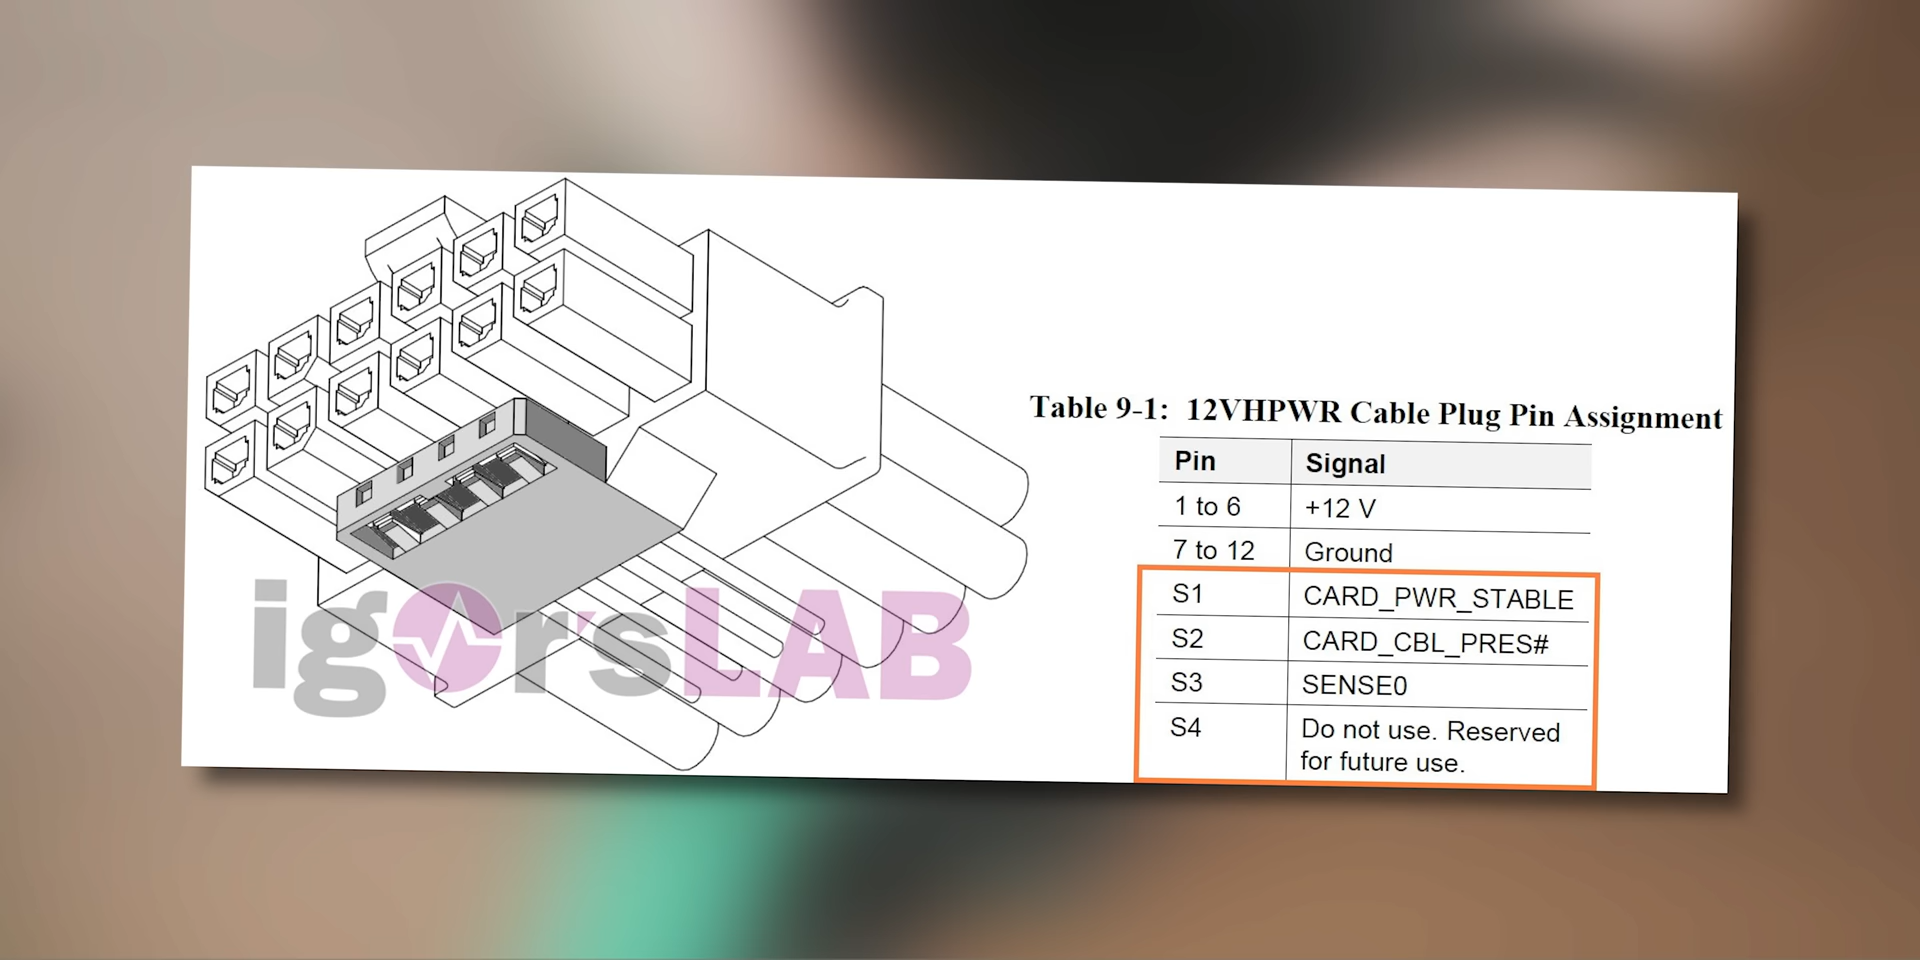 igor'sLAB
Table 9-1: 12VHPWR Cable Plug Pin Assignment
Pin Signal
1 to 6 +12 V
7 to 12 Ground
S1 CARD_PWR_STABLE
S2 CARD_CBL_PRES#
S3 SENSE0
S4 Do not use. Reserved
for future use.